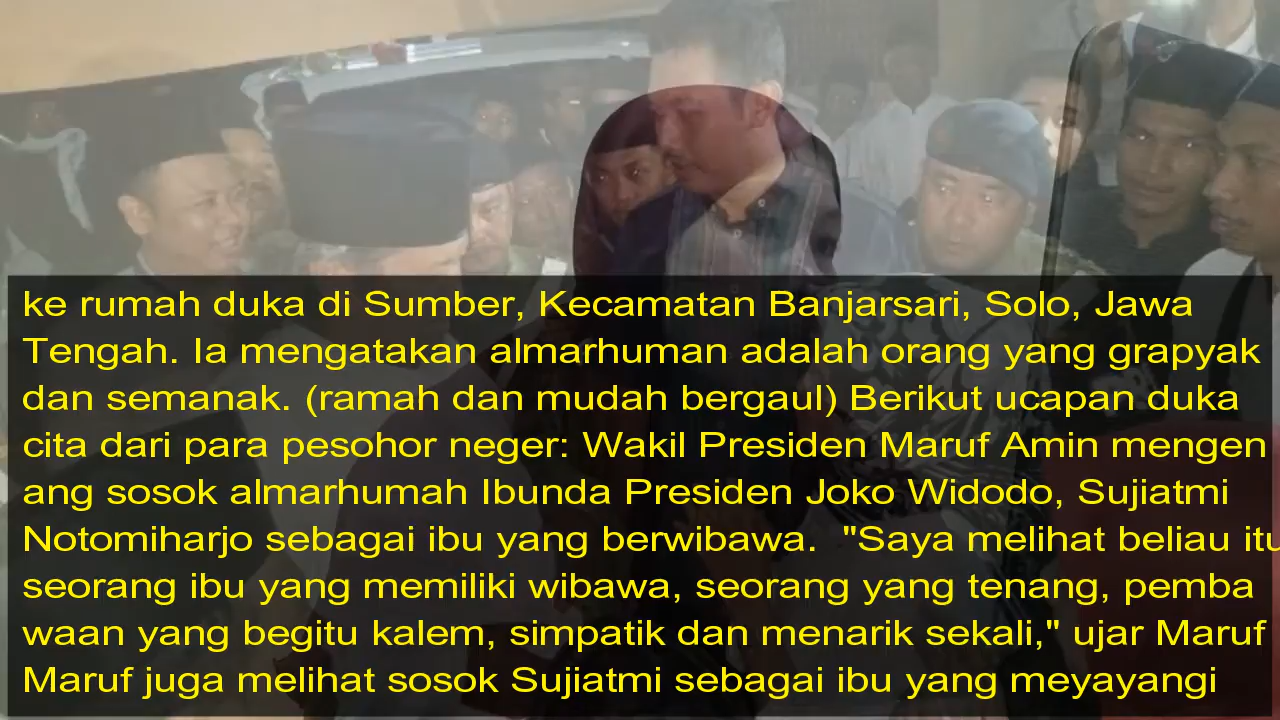 ke rumah duka di Sumber, Kecamatan Banjarsari, Solo, Jawa
Tengah. Ia mengatakan almarhuman adalah orang yang grapyak
dan semanak. (ramah dan mudah bergaul) Berikut ucapan duka
cita dari para pesohor neger: Wakil Presiden Maruf Amin mengen
ang sosok almarhumah Ibunda Presiden Joko Widodo, Sujiatmi
Notomiharjo sebagai ibu yang berwibawa.  "Saya melihat beliau itu
seorang ibu yang memiliki wibawa, seorang yang tenang, pemba
waan yang begitu kalem, simpatik dan menarik sekali," ujar Maruf
Maruf juga melihat sosok Sujiatmi sebagai ibu yang meyayangi